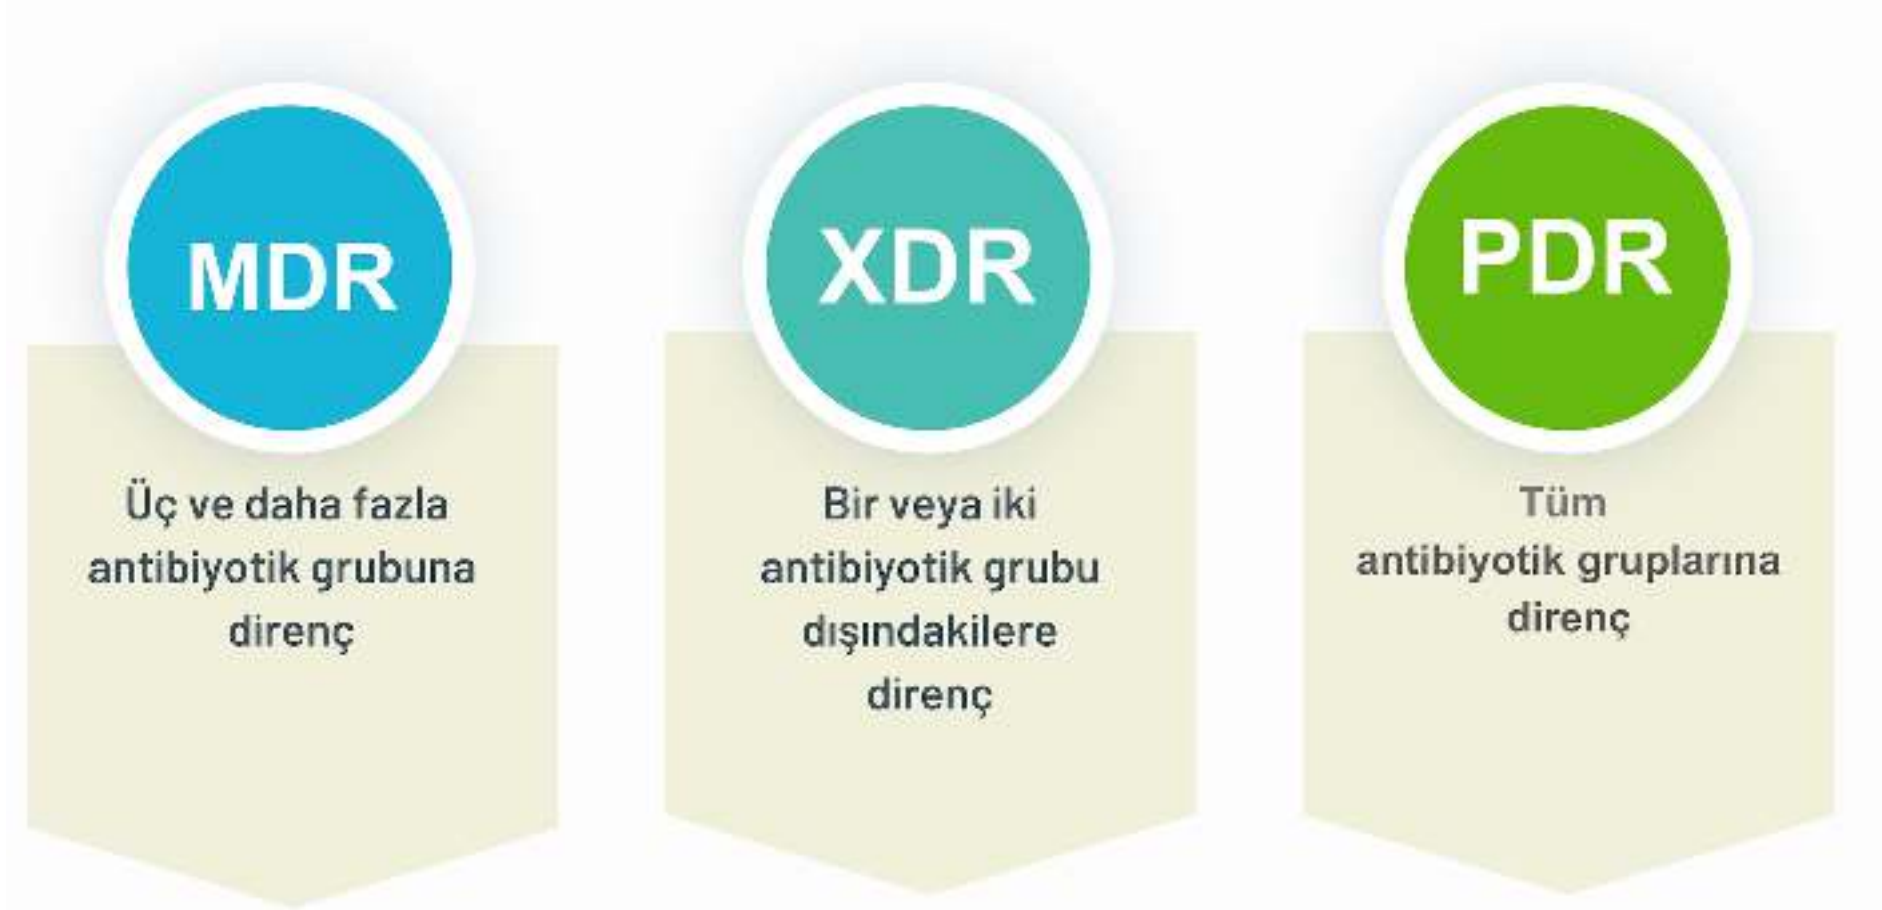 MDR
Üç ve daha fazla
antibiyotik grubuna
direnç
XDR
Bir veya iki
antibiyotik grubu
dışındakilere
direnç
PDR
Tüm
antibiyotik gruplarına
direnç